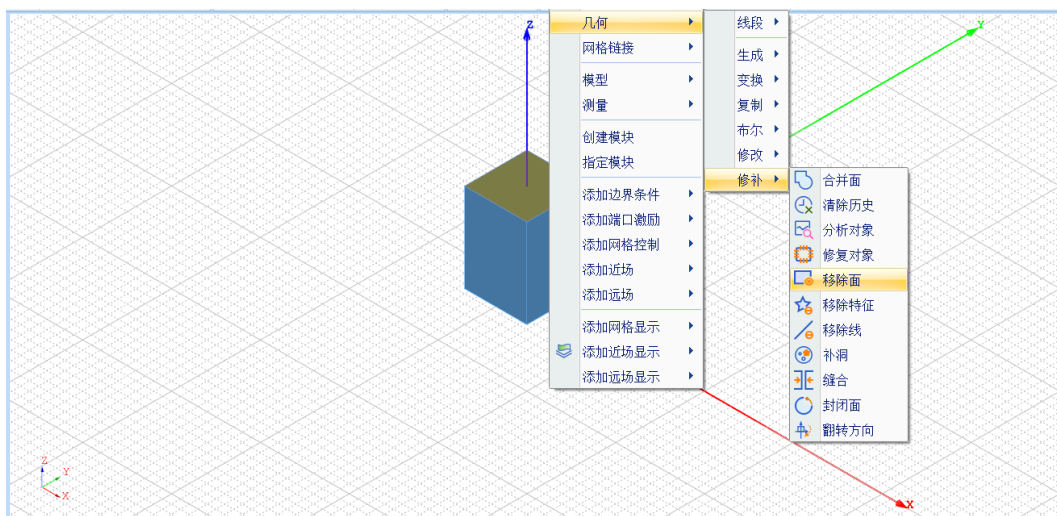 几何
网格链接
模型
测量
创建模块
指定模块
添加边界条件
添加端口激励
添加网格控制
添加近场
添加远场
添加网格显示
添加近场显示
添加远场显示
线段
生成
变换
复制
布尔
修改
修补
合并面
清除历史
分析对象
修复对象
移除面
移除特征
移除线
补洞
缝合
封闭面
翻转方向
Z
Y
X
Z
Y
X